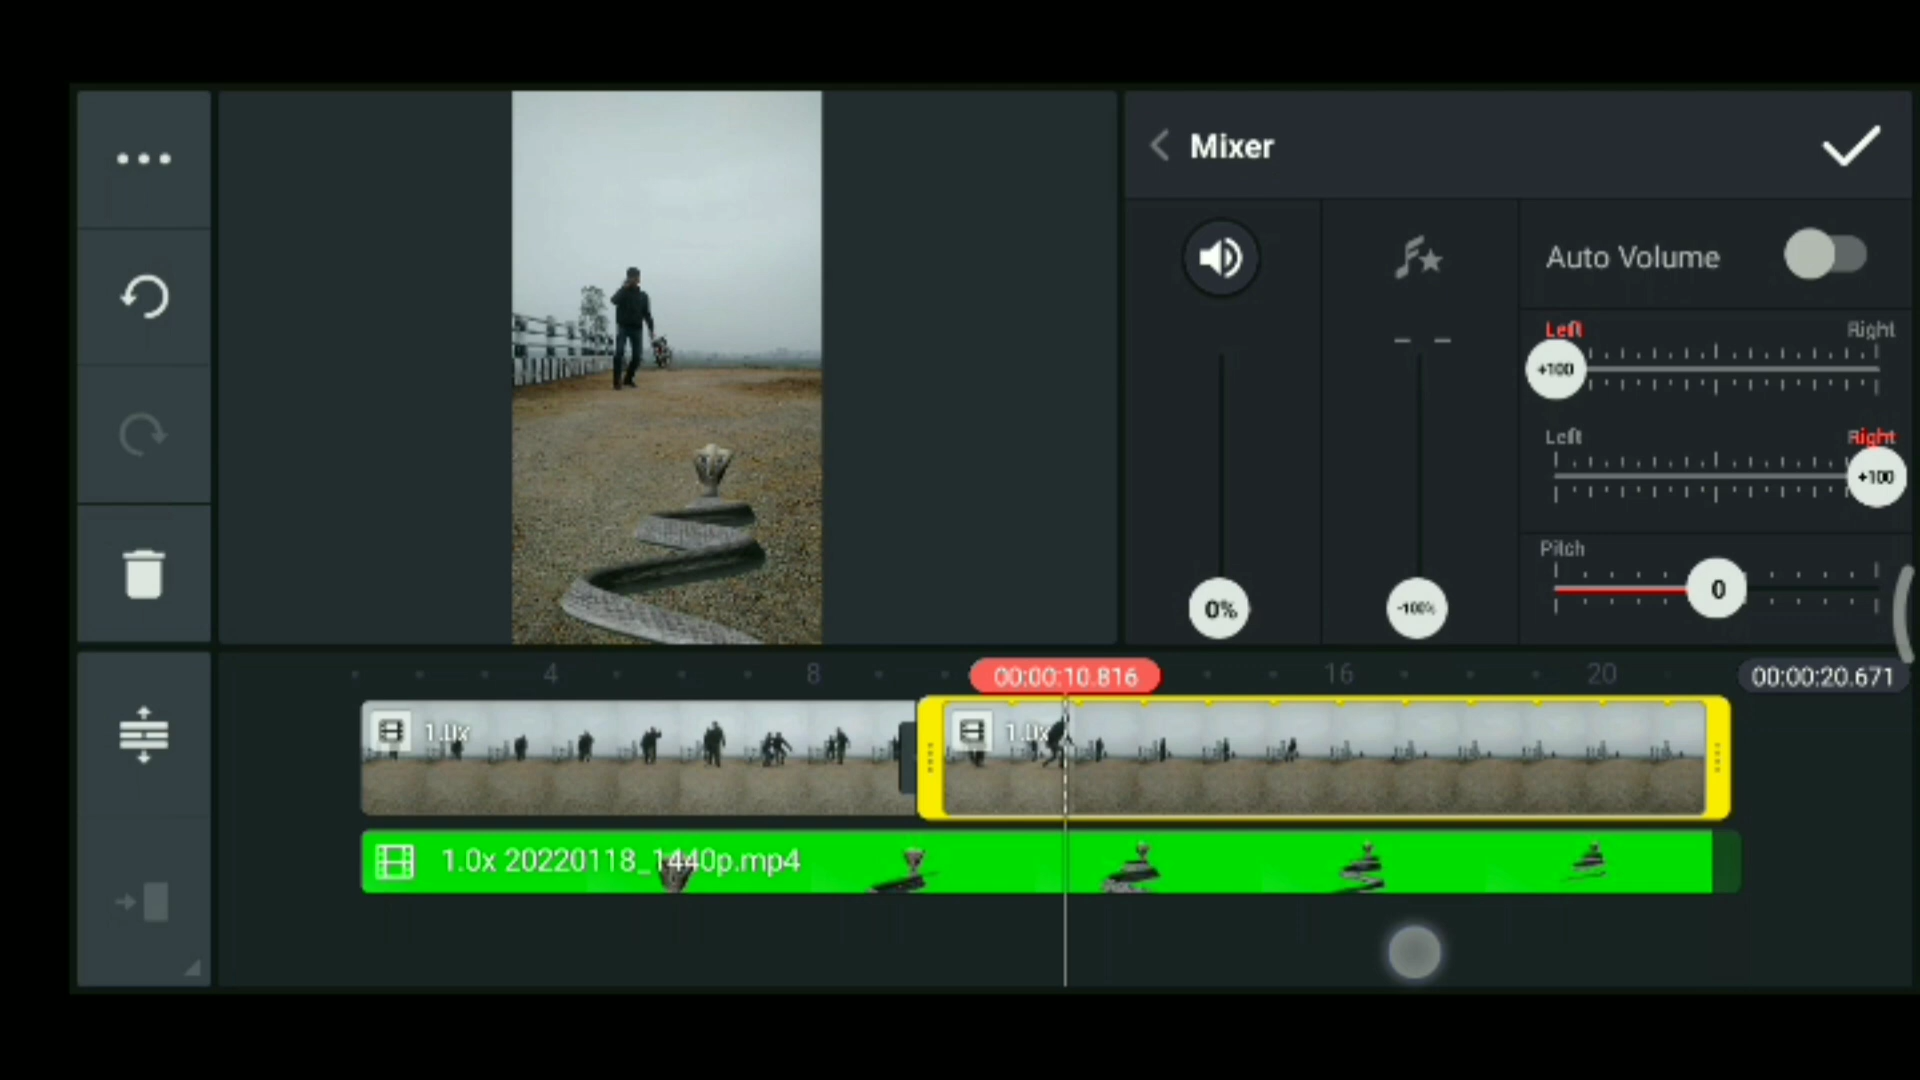 Mixer
Auto Volume
Left Right
+100
Left Right
+100
Pitch
0
0%
-100%
4 8 00:00:10.816 16 20 00:00:20.671
1.0x 1.0x
1.0x 20220118_1440p.mp4